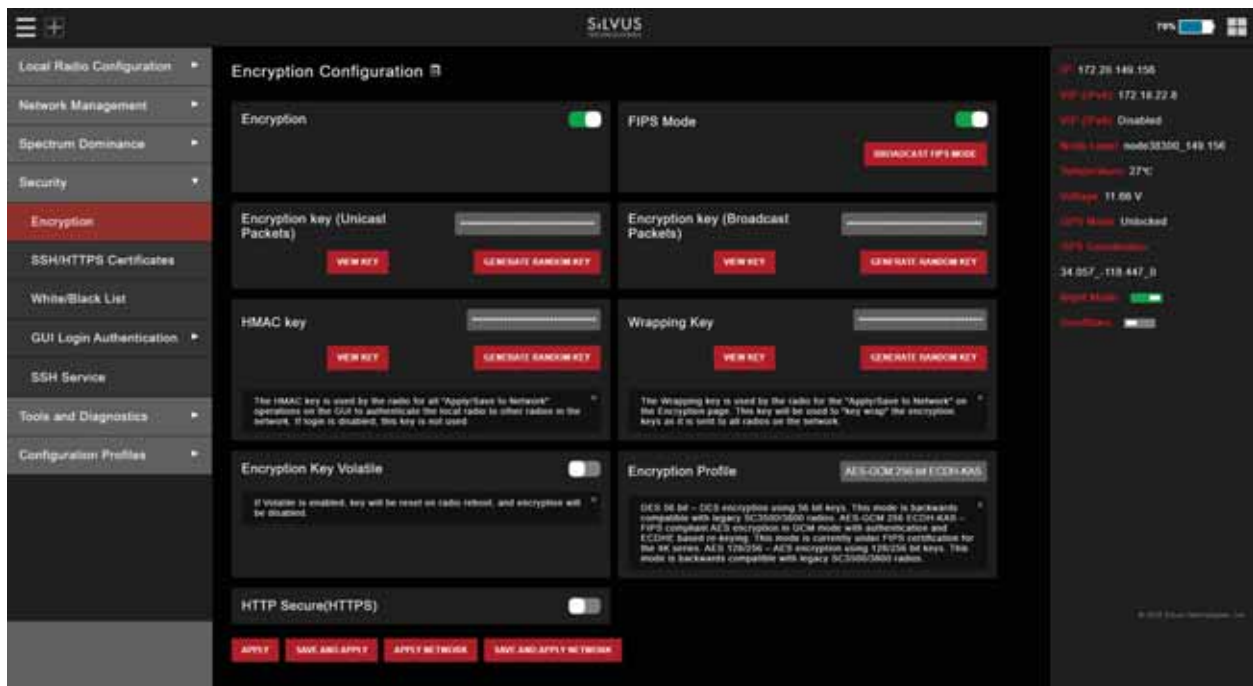 SiLVUS
70%
Local Radio Configuration
Network Management
Spectrum Dominance
Security
Encryption
SSH/HTTPS Certificates
White/Black List
GUI Login Authentication
SSH Service
Tools and Diagnostics
Configuration Profiles
Encryption Configuration
Encryption
FIPS Mode
BROADCAST FIPS MODE
Encryption key (Unicast
Packets)
VIEW KEY
GENERATE RANDOM KEY
Encryption key (Broadcast
Packets)
VIEW KEY
GENERATE RANDOM KEY
HMAC key
VIEW KEY
GENERATE RANDOM KEY
The HMAC key is used by the radio for all "Apply/Save to Network"
operations on the GUI to authenticate the local radio to other radios in the
network. If login is disabled, this key is not used
Wrapping Key
VIEW KEY
GENERATE RANDOM KEY
The Wrapping key is used by the radio for the "Apply/Save to Network" on
the Encryption page. This key will be used to "key wrap" the encryption
keys as it is sent to all radios on the network.
Encryption Key Volatile
If Volatile is enabled, key will be reset on radio reboot, and encryption will
be disabled.
Encryption Profile
AES-GCM 256 bit ECDH-KAS
DES 56 bit – DES encryption using 56 bit keys. This mode is backwards
compatible with legacy SC3500/3800 radios. AES-GCM 256 ECDH-KAS –
FIPS compliant AES encryption in GCM mode with authentication and
ECDHE based re-keying. This mode is currently under FIPS certification for
the 4K series. AES 128/256 – AES encryption using 128/256 bit keys. This
mode is backwards compatible with legacy SC3500/3800 radios.
HTTP Secure(HTTPS)
APPLY
SAVE AND APPLY
APPLY NETWORK
SAVE AND APPLY NETWORK
IP 172.20.149.156
172.18.22.8
Disabled
node38300_149.156
Temperature: 27°C
Voltage: 11.66 V
Unlocked
34.057_-118.447_0
Night Mode: